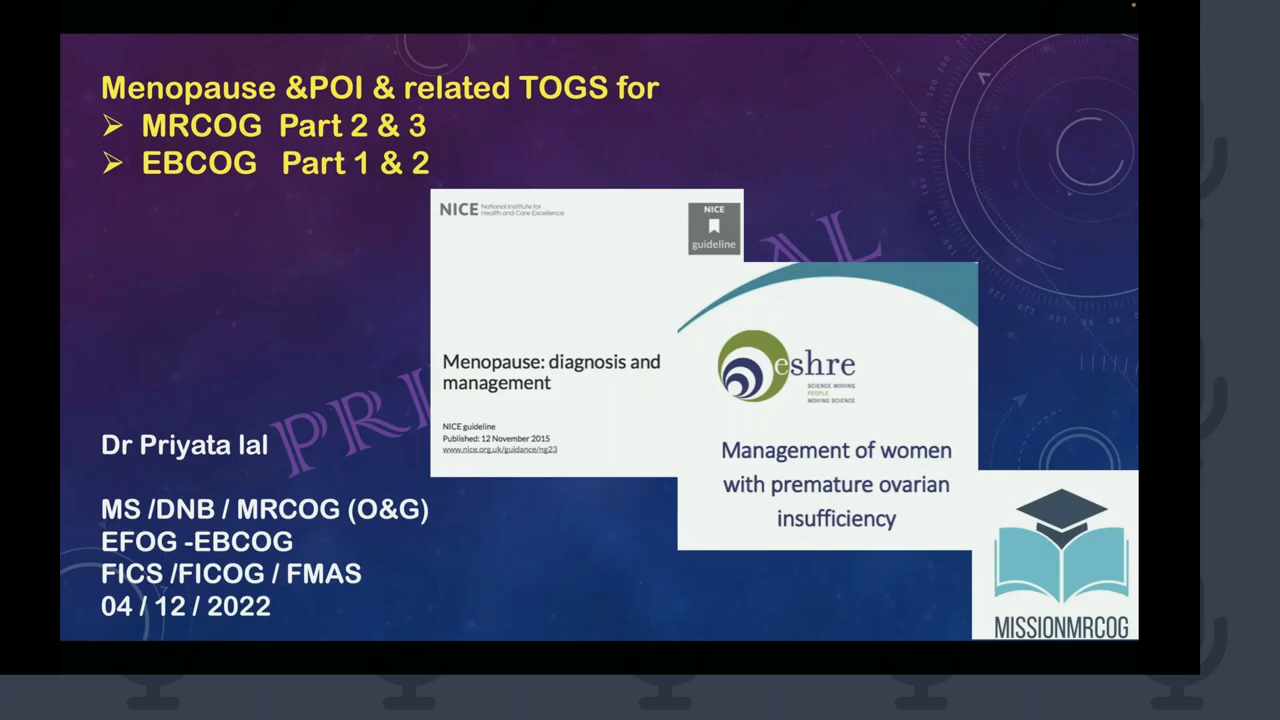 Menopause &POI & related TOGS for
➢ MRCOG Part 2 & 3
➢ EBCOG Part 1 & 2
NICE National Institute for
Health and Care Excellence
NICE
guideline
Menopause: diagnosis and
management
NICE guideline
Published: 12 November 2015
www.nice.org.uk/guidance/ng23
eshre
SCIENCE MOVING
PEOPLE
MOVING SCIENCE
Management of women
with premature ovarian
insufficiency
Dr Priyata lal
MS /DNB / MRCOG (O&G)
EFOG -EBCOG
FICS /FICOG / FMAS
04 / 12 / 2022
MISSIONMRCOG